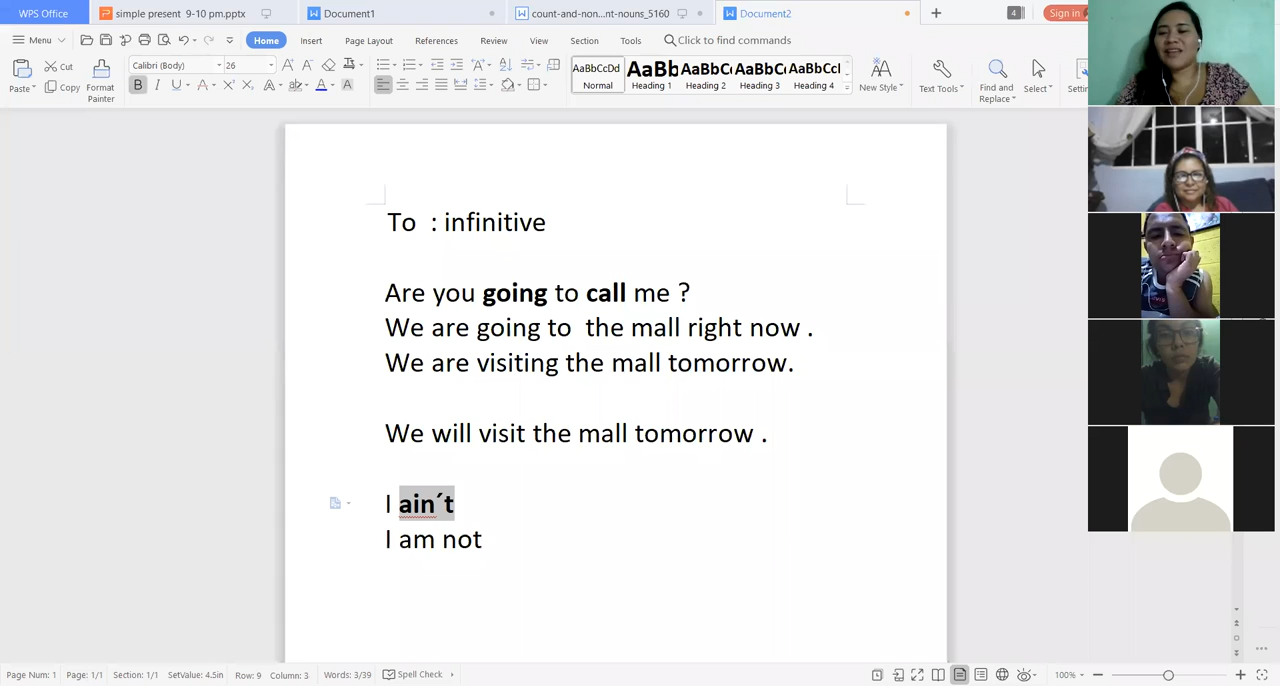 WPS Office
simple present 9-10 pm.pptx
Document1
count-and-non...nt-nouns_5160
Document2
+
4
Sign in
Menu
Home
Insert
Page Layout
References
Review
View
Section
Tools
Click to find commands
Paste
Cut
Copy
Format Painter
Calibri (Body)
26
AaBbCcDd
Normal
AaBb
Heading 1
AaBbC
Heading 2
AaBbC
Heading 3
AaBbCcI
Heading 4
New Style
Text Tools
Find and Replace
Select
To : infinitive
Are you going to call me ?
We are going to the mall right now .
We are visiting the mall tomorrow.
We will visit the mall tomorrow .
I ain´t
I am not
Page Num: 1 Page: 1/1 Section: 1/1 SetValue: 4.5in Row: 9 Column: 3 Words: 3/39 Spell Check
100%